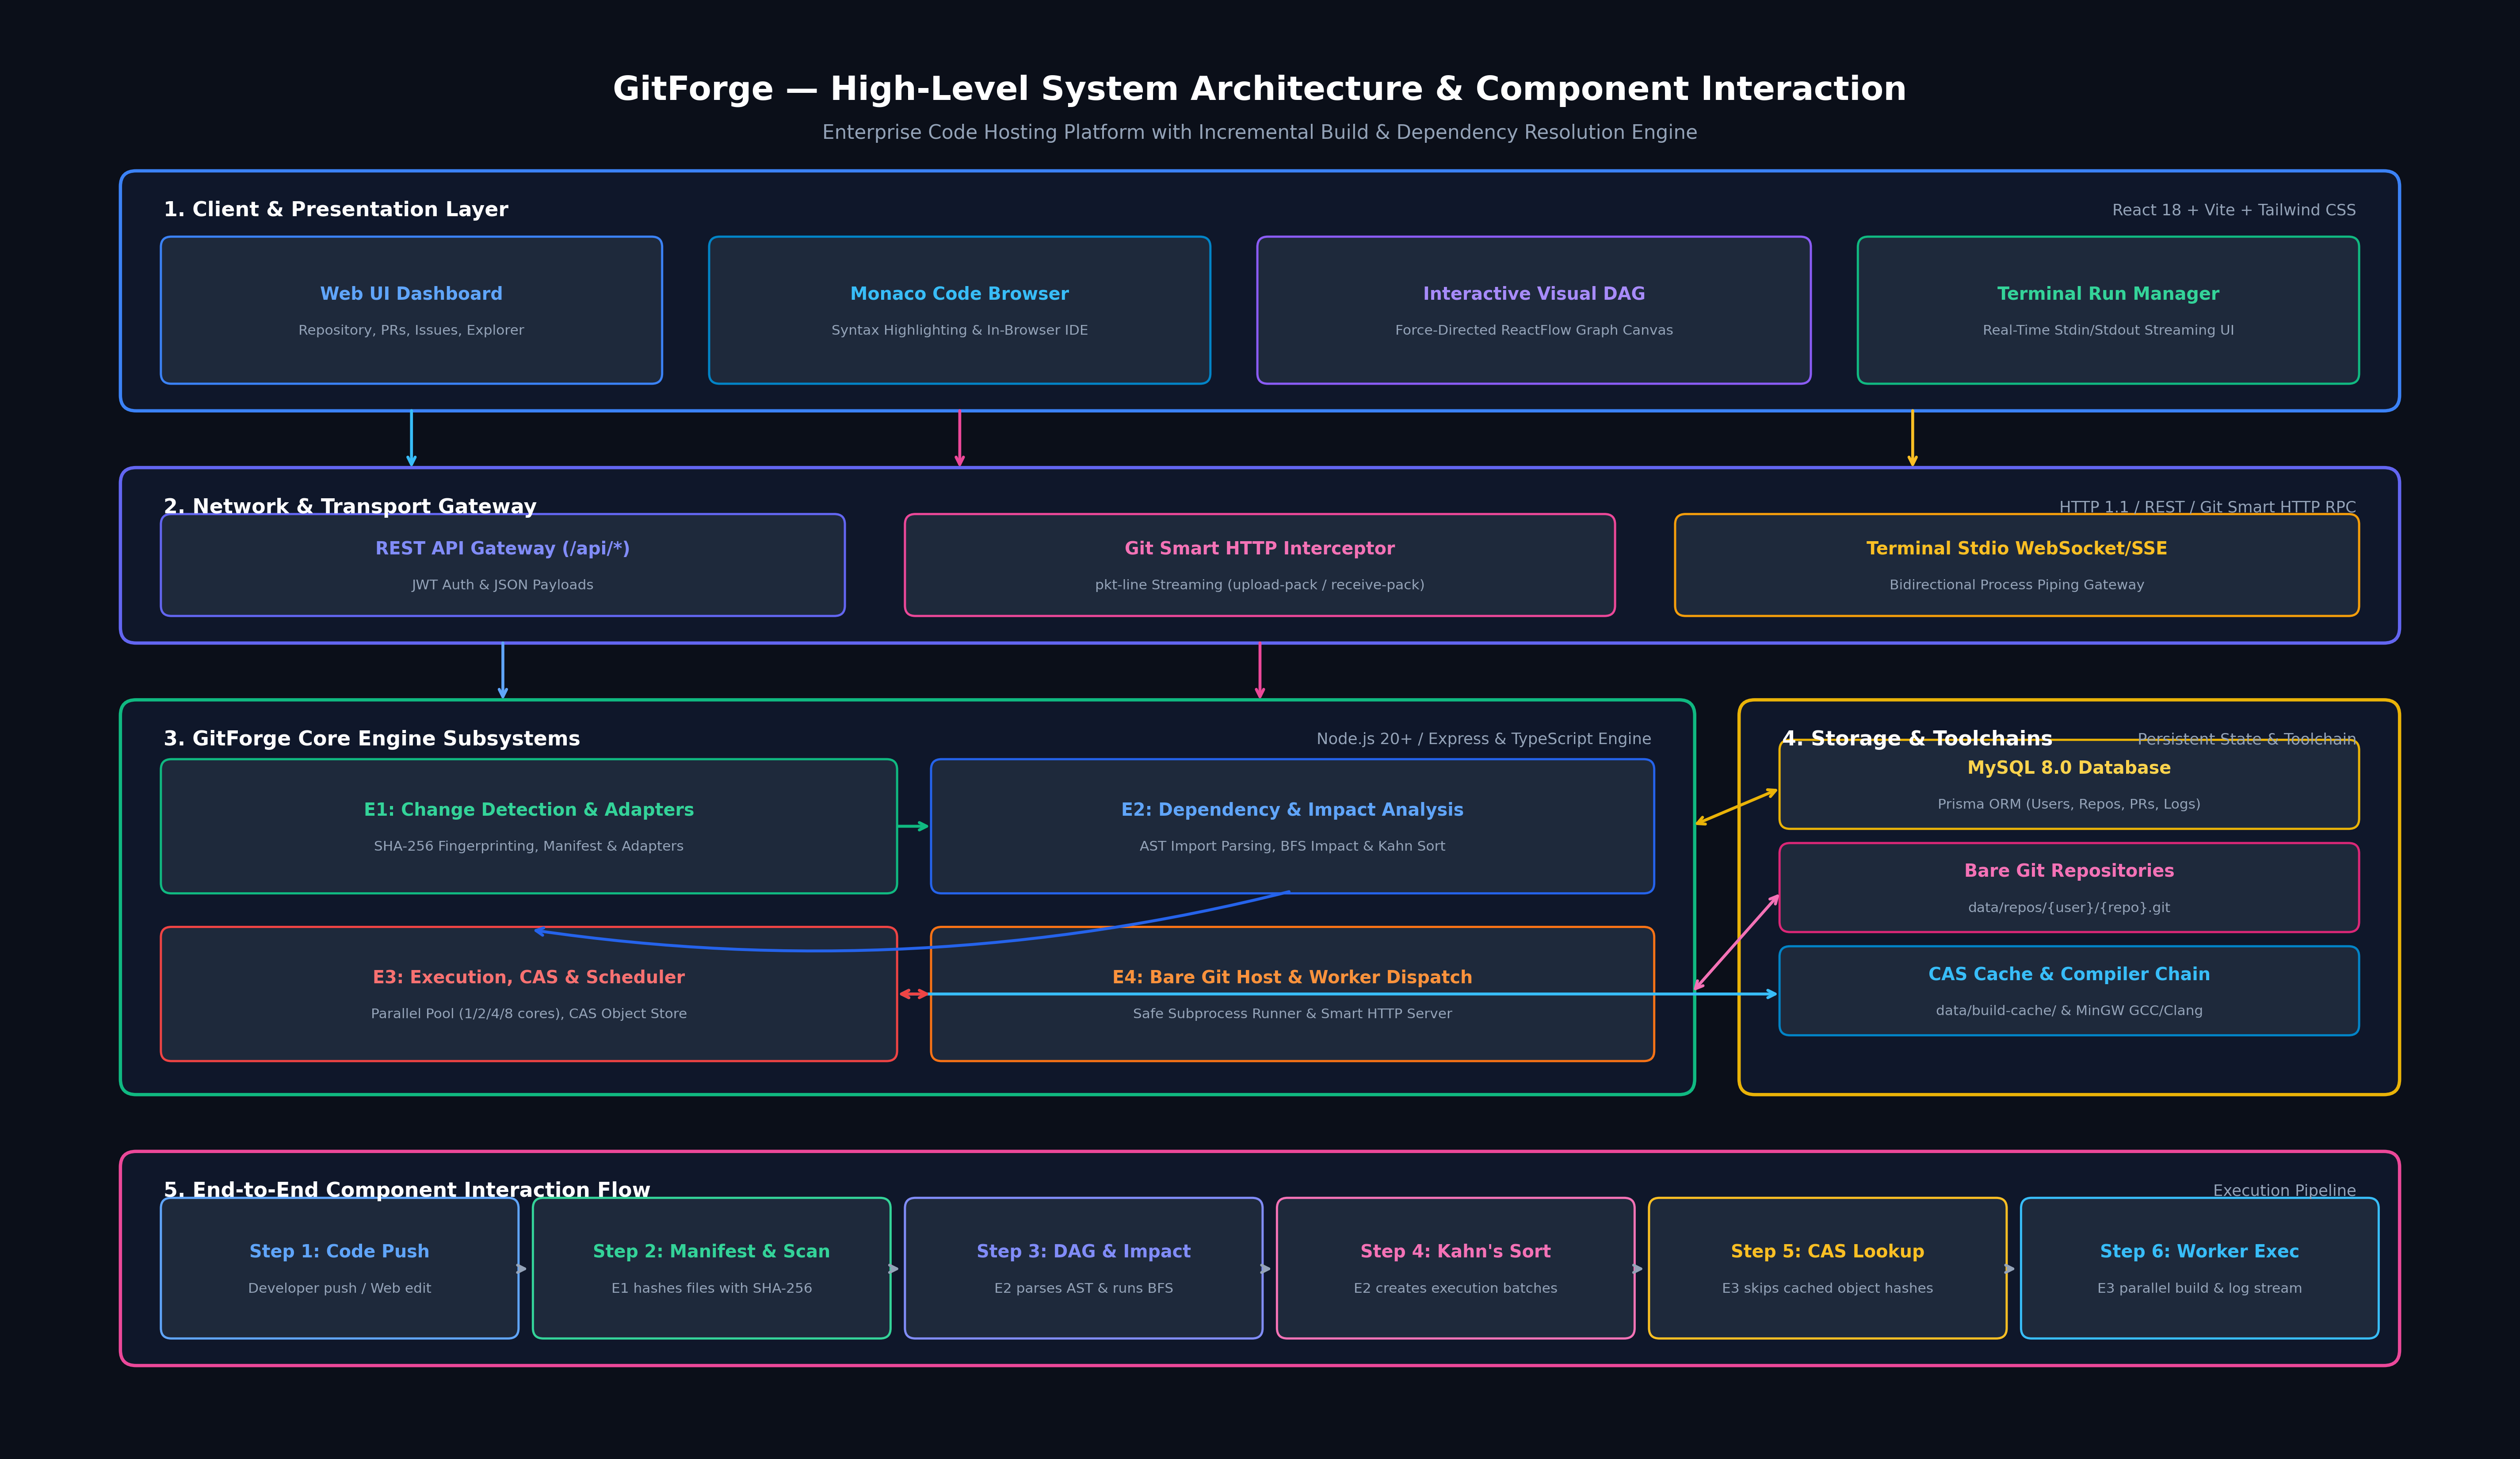 GitForge — High-Level System Architecture & Component Interaction
Enterprise Code Hosting Platform with Incremental Build & Dependency Resolution Engine
1. Client & Presentation Layer
React 18 + Vite + Tailwind CSS
Web UI Dashboard
Repository, PRs, Issues, Explorer
Monaco Code Browser
Syntax Highlighting & In-Browser IDE
Interactive Visual DAG
Force-Directed ReactFlow Graph Canvas
Terminal Run Manager
Real-Time Stdin/Stdout Streaming UI
2. Network & Transport Gateway
HTTP 1.1 / REST / Git Smart HTTP RPC
REST API Gateway (/api/*)
JWT Auth & JSON Payloads
Git Smart HTTP Interceptor
pkt-line Streaming (upload-pack / receive-pack)
Terminal Stdio WebSocket/SSE
Bidirectional Process Piping Gateway
3. GitForge Core Engine Subsystems
Node.js 20+ / Express & TypeScript Engine
E1: Change Detection & Adapters
SHA-256 Fingerprinting, Manifest & Adapters
E2: Dependency & Impact Analysis
AST Import Parsing, BFS Impact & Kahn Sort
E3: Execution, CAS & Scheduler
Parallel Pool (1/2/4/8 cores), CAS Object Store
E4: Bare Git Host & Worker Dispatch
Safe Subprocess Runner & Smart HTTP Server
4. Storage & Toolchains
Persistent State & Toolchain
MySQL 8.0 Database
Prisma ORM (Users, Repos, PRs, Logs)
Bare Git Repositories
data/repos/{user}/{repo}.git
CAS Cache & Compiler Chain
data/build-cache/ & MinGW GCC/Clang
5. End-to-End Component Interaction Flow
Execution Pipeline
Step 1: Code Push
Developer push / Web edit
Step 2: Manifest & Scan
E1 hashes files with SHA-256
Step 3: DAG & Impact
E2 parses AST & runs BFS
Step 4: Kahn's Sort
E2 creates execution batches
Step 5: CAS Lookup
E3 skips cached object hashes
Step 6: Worker Exec
E3 parallel build & log stream